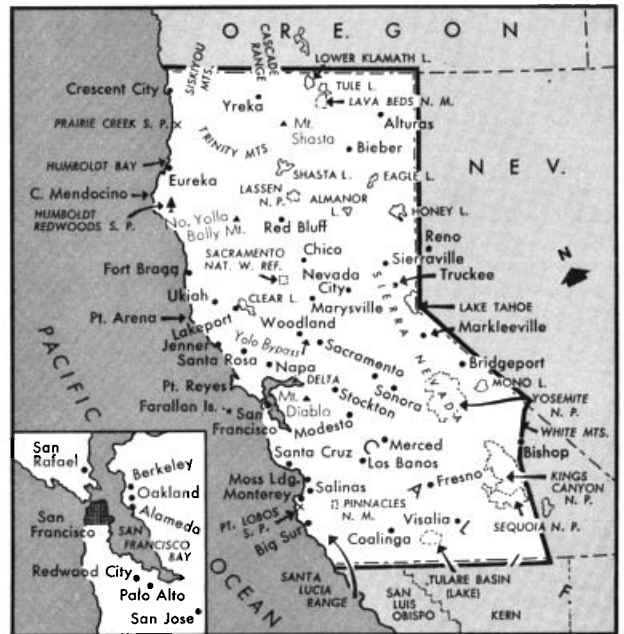 O R E G O N
CASCADE
RANGE
SISKIYOU
MTS.
LOWER KLAMATH L.
Crescent City
TULE L.
Yreka
LAVA BEDS N. M.
PRAIRIE CREEK S. P.
Mt.
Shasta
Alturas
TRINITY MTS.
Bieber
N E V.
HUMBOLDT BAY
Eureka
SHASTA L.
EAGLE L.
C. Mendocino
LASSEN
N. P.
ALMANOR
L.
HONEY L.
HUMBOLDT
REDWOODS S. P.
No. Yolla
Bolly Mt.
Red Bluff
Reno
N
Chico
SACRAMENTO
NAT. W. REF.
Sierraville
Fort Bragg
Nevada
City
Truckee
Ukiah
CLEAR L.
Marysville
LAKE TAHOE
Pt. Arena
Lakeport
Woodland
Markleeville
SIERRA NEVADA
Jenner
Yolo Bypass
Sacramento
Santa Rosa
Napa
Bridgeport
PACIFIC
OCEAN
Pt. Reyes
DELTA
MONO L.
Farallon Is.
Mt.
Diablo
Stockton
Sonora
YOSEMITE
N. P.
San
Francisco
Modesto
WHITE MTS.
Santa Cruz
Merced
Bishop
Los Banos
Moss Ldg.
Monterey
Salinas
C A L
Fresno
KINGS
CANYON
N. P.
PINNACLES
N. M.
PT. LOBOS
S. P.
Visalia
SEQUOIA N. P.
Big Sur
Coalinga
SANTA
LUCIA
RANGE
TULARE BASIN
(LAKE)
SAN
LUIS
OBISPO
KERN
F.
San
Rafael
Berkeley
Oakland
Alameda
San
Francisco
SAN
FRANCISCO
BAY
Redwood
City
Palo Alto
San Jose